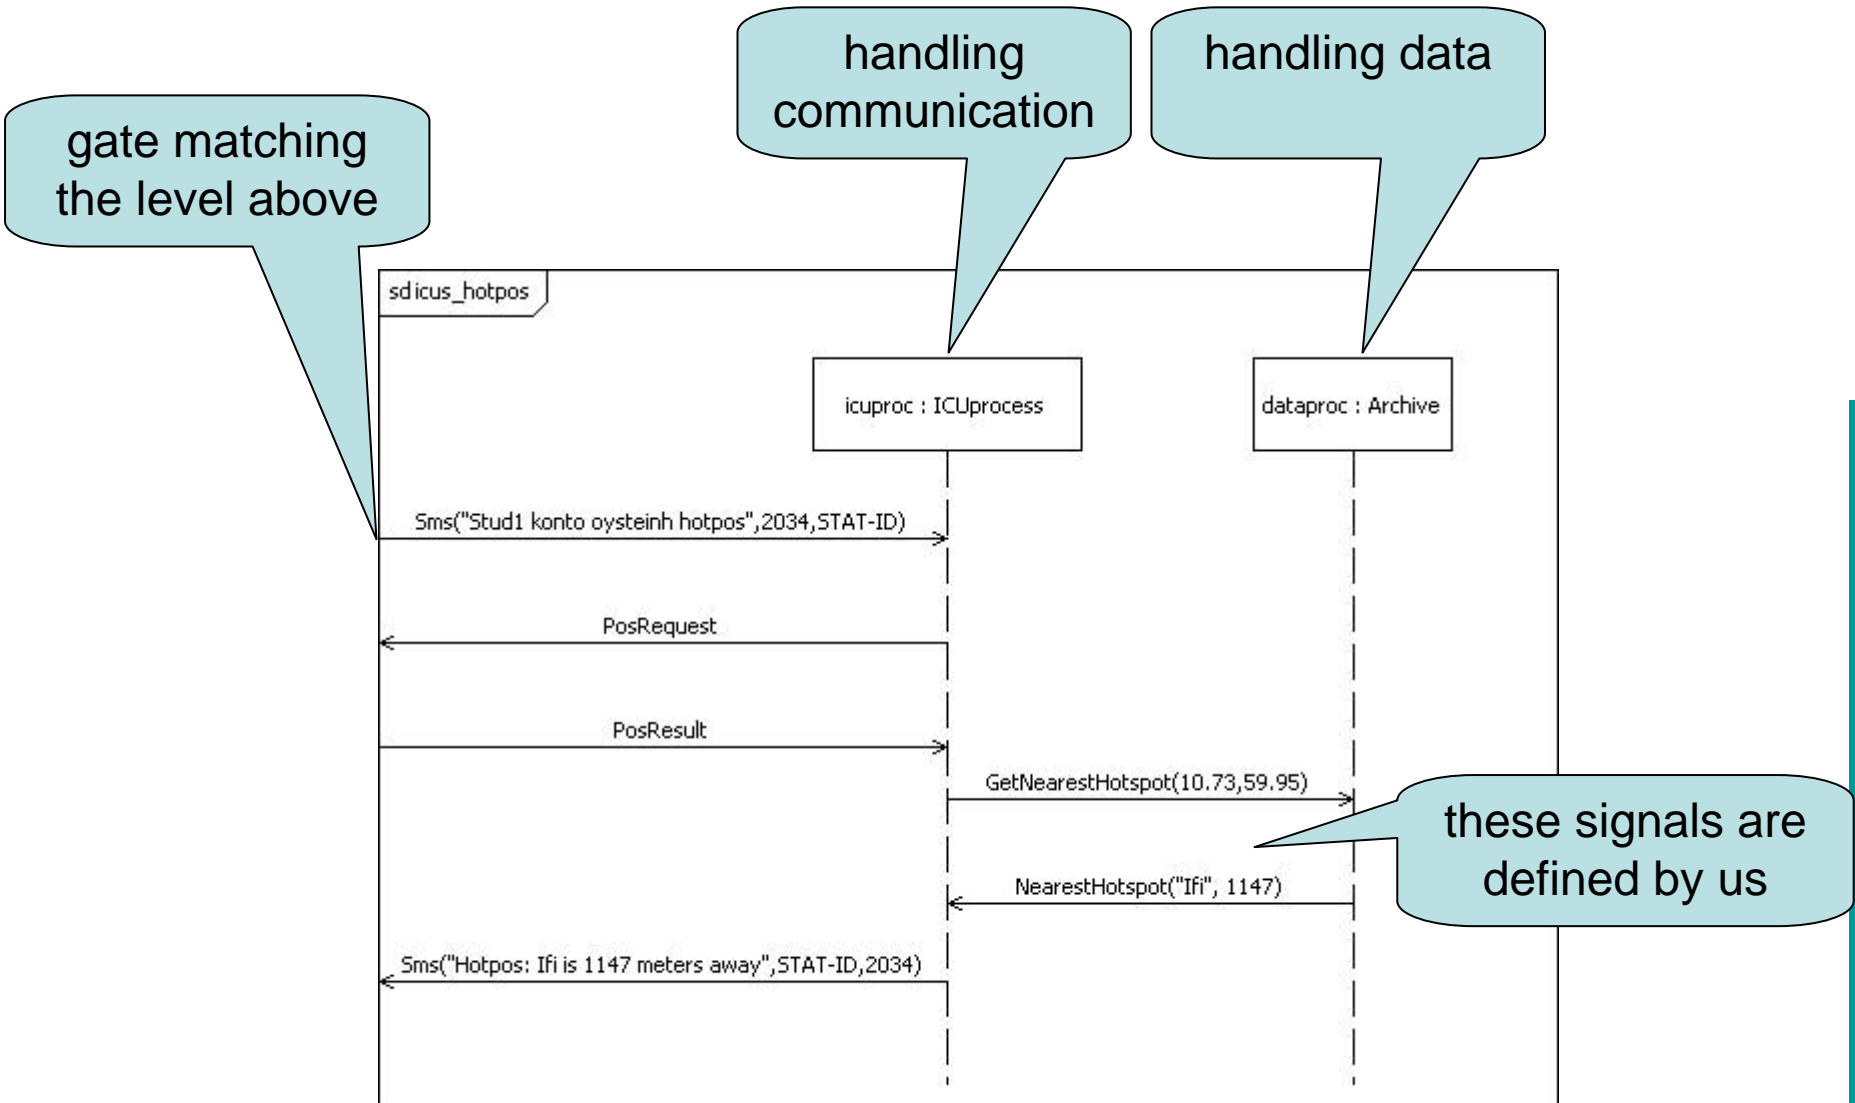 handling
communication
handling data
gate matching
the level above
sd icus_hotpos
icuproc : ICUprocess
dataproc : Archive
Sms("Stud1 konto oysteinh hotpos",2034,STAT-ID)
PosRequest
PosResult
GetNearestHotspot(10.73,59.95)
these signals are
defined by us
NearestHotspot("Ifi", 1147)
Sms("Hotpos: Ifi is 1147 meters away",STAT-ID,2034)